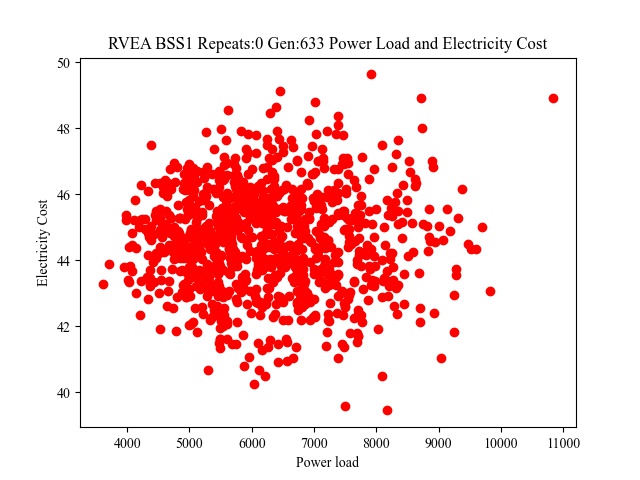 RVEA BSS1 Repeats:0 Gen:633 Power Load and Electricity Cost
50
48
46
44
42
40
Electricity Cost
4000 5000 6000 7000 8000 9000 10000 11000
Power load